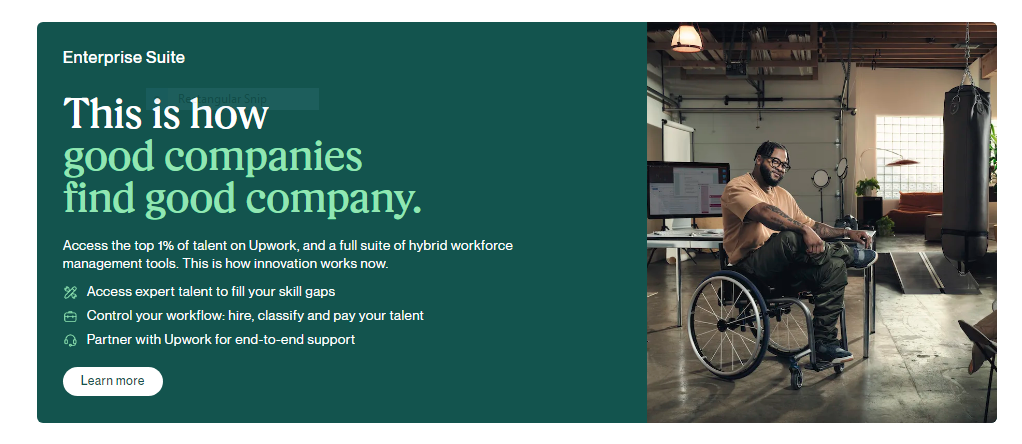 Enterprise Suite
Rectangular Snip
This is how
good companies
find good company.
Access the top 1% of talent on Upwork, and a full suite of hybrid workforce
management tools. This is how innovation works now.
Access expert talent to fill your skill gaps
Control your workflow: hire, classify and pay your talent
Partner with Upwork for end-to-end support
Learn more